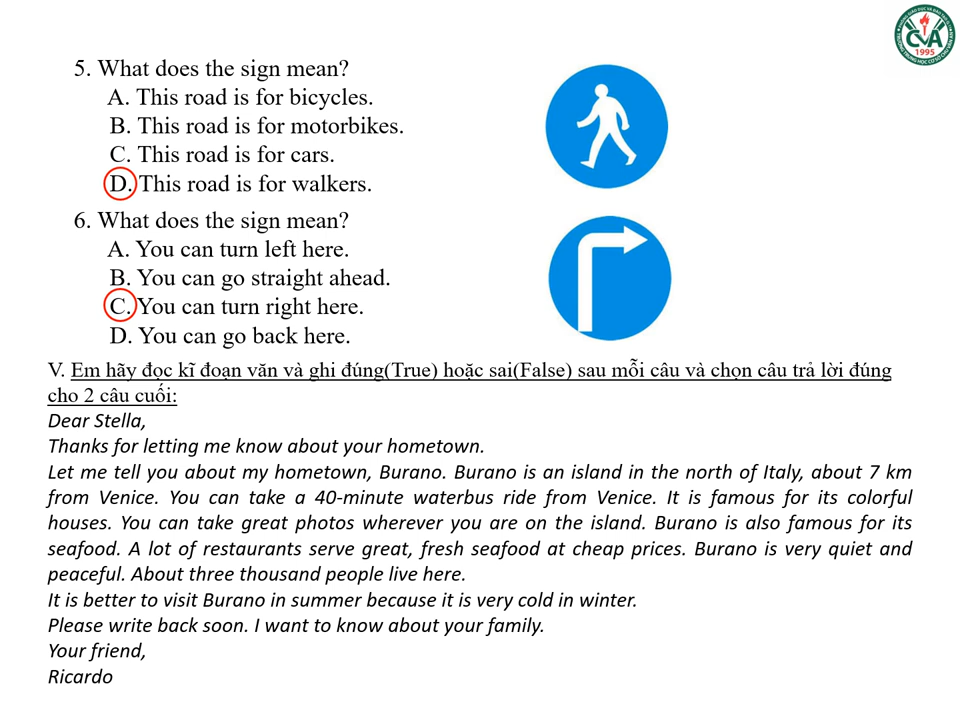 CVA
1995
5. What does the sign mean?
A. This road is for bicycles.
B. This road is for motorbikes.
C. This road is for cars.
D. This road is for walkers.
6. What does the sign mean?
A. You can turn left here.
B. You can go straight ahead.
C. You can turn right here.
D. You can go back here.
V. Em hãy đọc kĩ đoạn văn và ghi đúng(True) hoặc sai(False) sau mỗi câu và chọn câu trả lời đúng
cho 2 câu cuối:
Dear Stella,
Thanks for letting me know about your hometown.
Let me tell you about my hometown, Burano. Burano is an island in the north of Italy, about 7 km
from Venice. You can take a 40-minute waterbus ride from Venice. It is famous for its colorful
houses. You can take great photos wherever you are on the island. Burano is also famous for its
seafood. A lot of restaurants serve great, fresh seafood at cheap prices. Burano is very quiet and
peaceful. About three thousand people live here.
It is better to visit Burano in summer because it is very cold in winter.
Please write back soon. I want to know about your family.
Your friend,
Ricardo